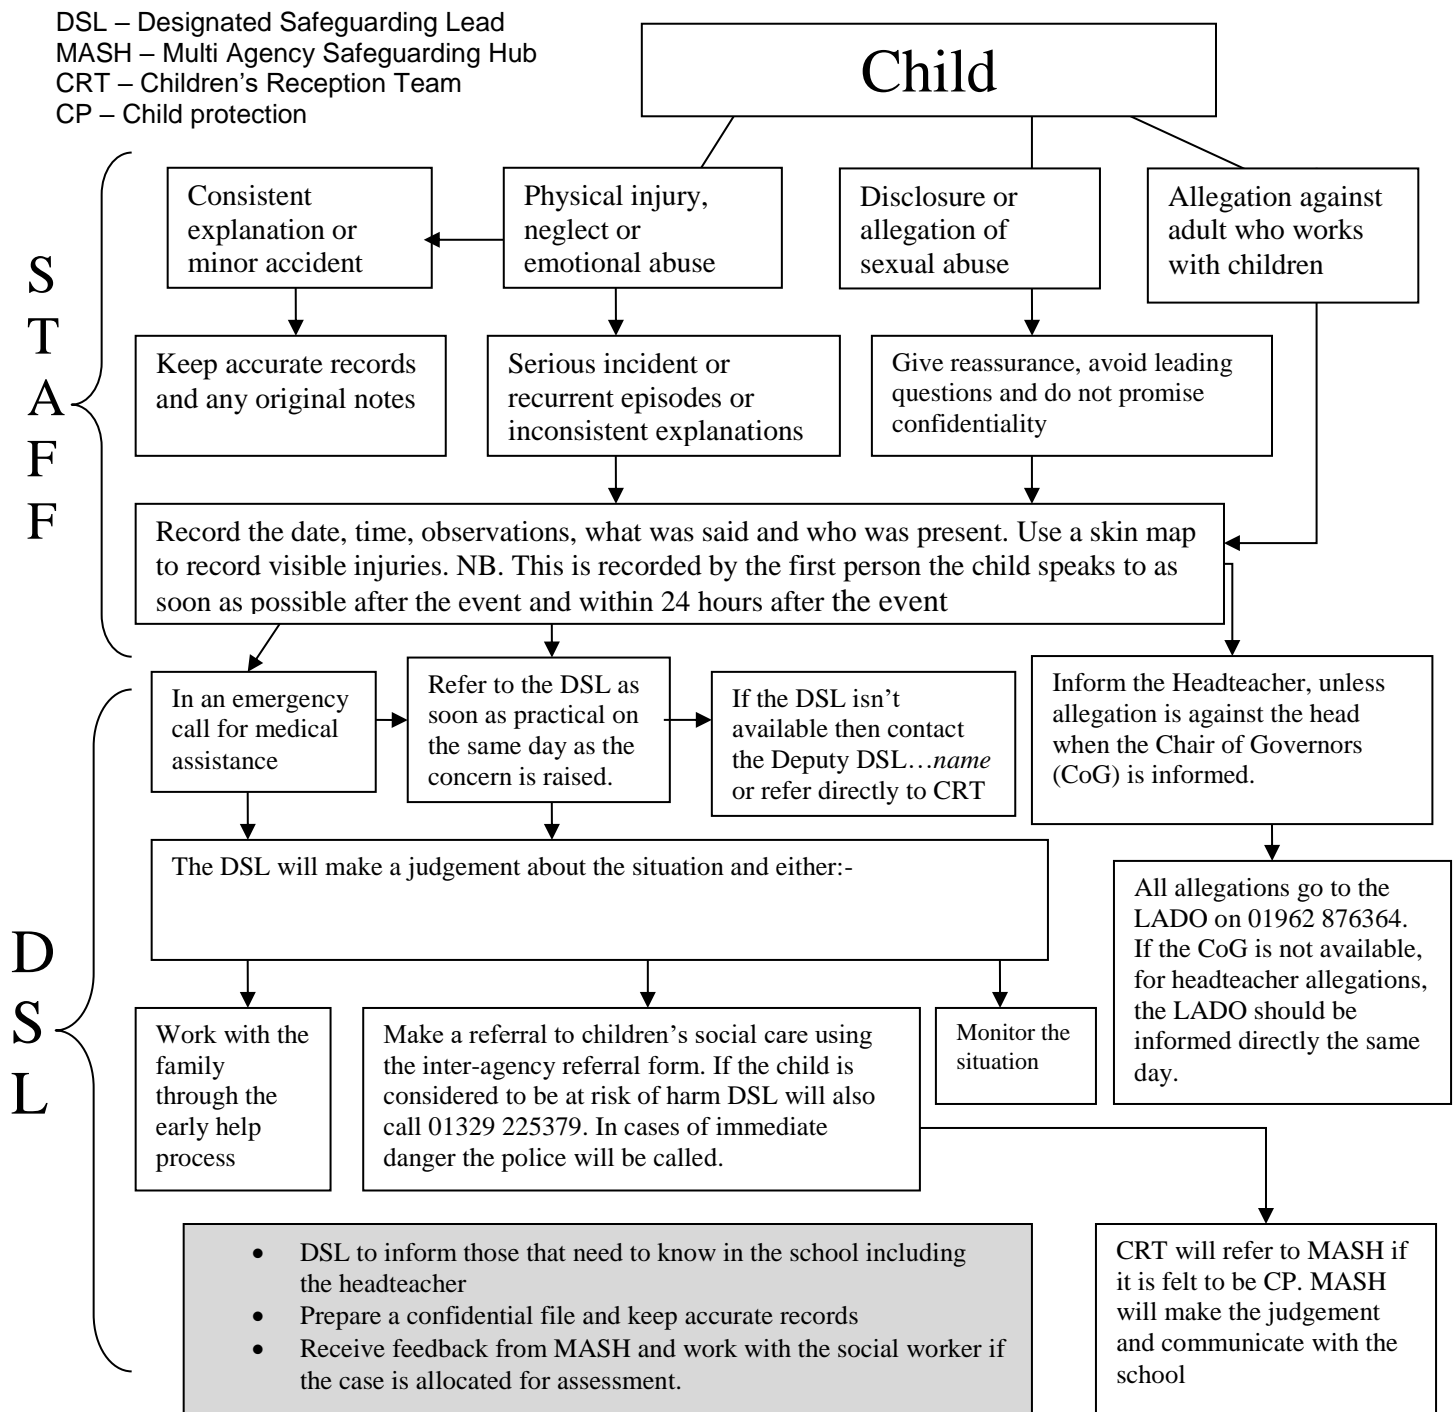 DSL – Designated Safeguarding Lead
MASH – Multi Agency Safeguarding Hub
CRT – Children's Reception Team
CP – Child protection
Child
S
T
A
F
F
Consistent
explanation or
minor accident
Physical injury,
neglect or
emotional abuse
Disclosure or
allegation of
sexual abuse
Allegation against
adult who works
with children
Keep accurate records
and any original notes
Serious incident or
recurrent episodes or
inconsistent explanations
Give reassurance, avoid leading
questions and do not promise
confidentiality
Record the date, time, observations, what was said and who was present. Use a skin map
to record visible injuries. NB. This is recorded by the first person the child speaks to as
soon as possible after the event and within 24 hours after the event
D
S
L
In an emergency
call for medical
assistance
Refer to the DSL as
soon as practical on
the same day as the
concern is raised.
If the DSL isn't
available then contact
the Deputy DSL…name
or refer directly to CRT
Inform the Headteacher, unless
allegation is against the head
when the Chair of Governors
(CoG) is informed.
The DSL will make a judgement about the situation and either:-
All allegations go to the
LADO on 01962 876364.
If the CoG is not available,
for headteacher allegations,
the LADO should be
informed directly the same
day.
Work with the
family
through the
early help
process
Make a referral to children's social care using
the inter-agency referral form. If the child is
considered to be at risk of harm DSL will also
call 01329 225379. In cases of immediate
danger the police will be called.
Monitor the
situation
• DSL to inform those that need to know in the school including
the headteacher
• Prepare a confidential file and keep accurate records
• Receive feedback from MASH and work with the social worker if
the case is allocated for assessment.
CRT will refer to MASH if
it is felt to be CP. MASH
will make the judgement
and communicate with the
school